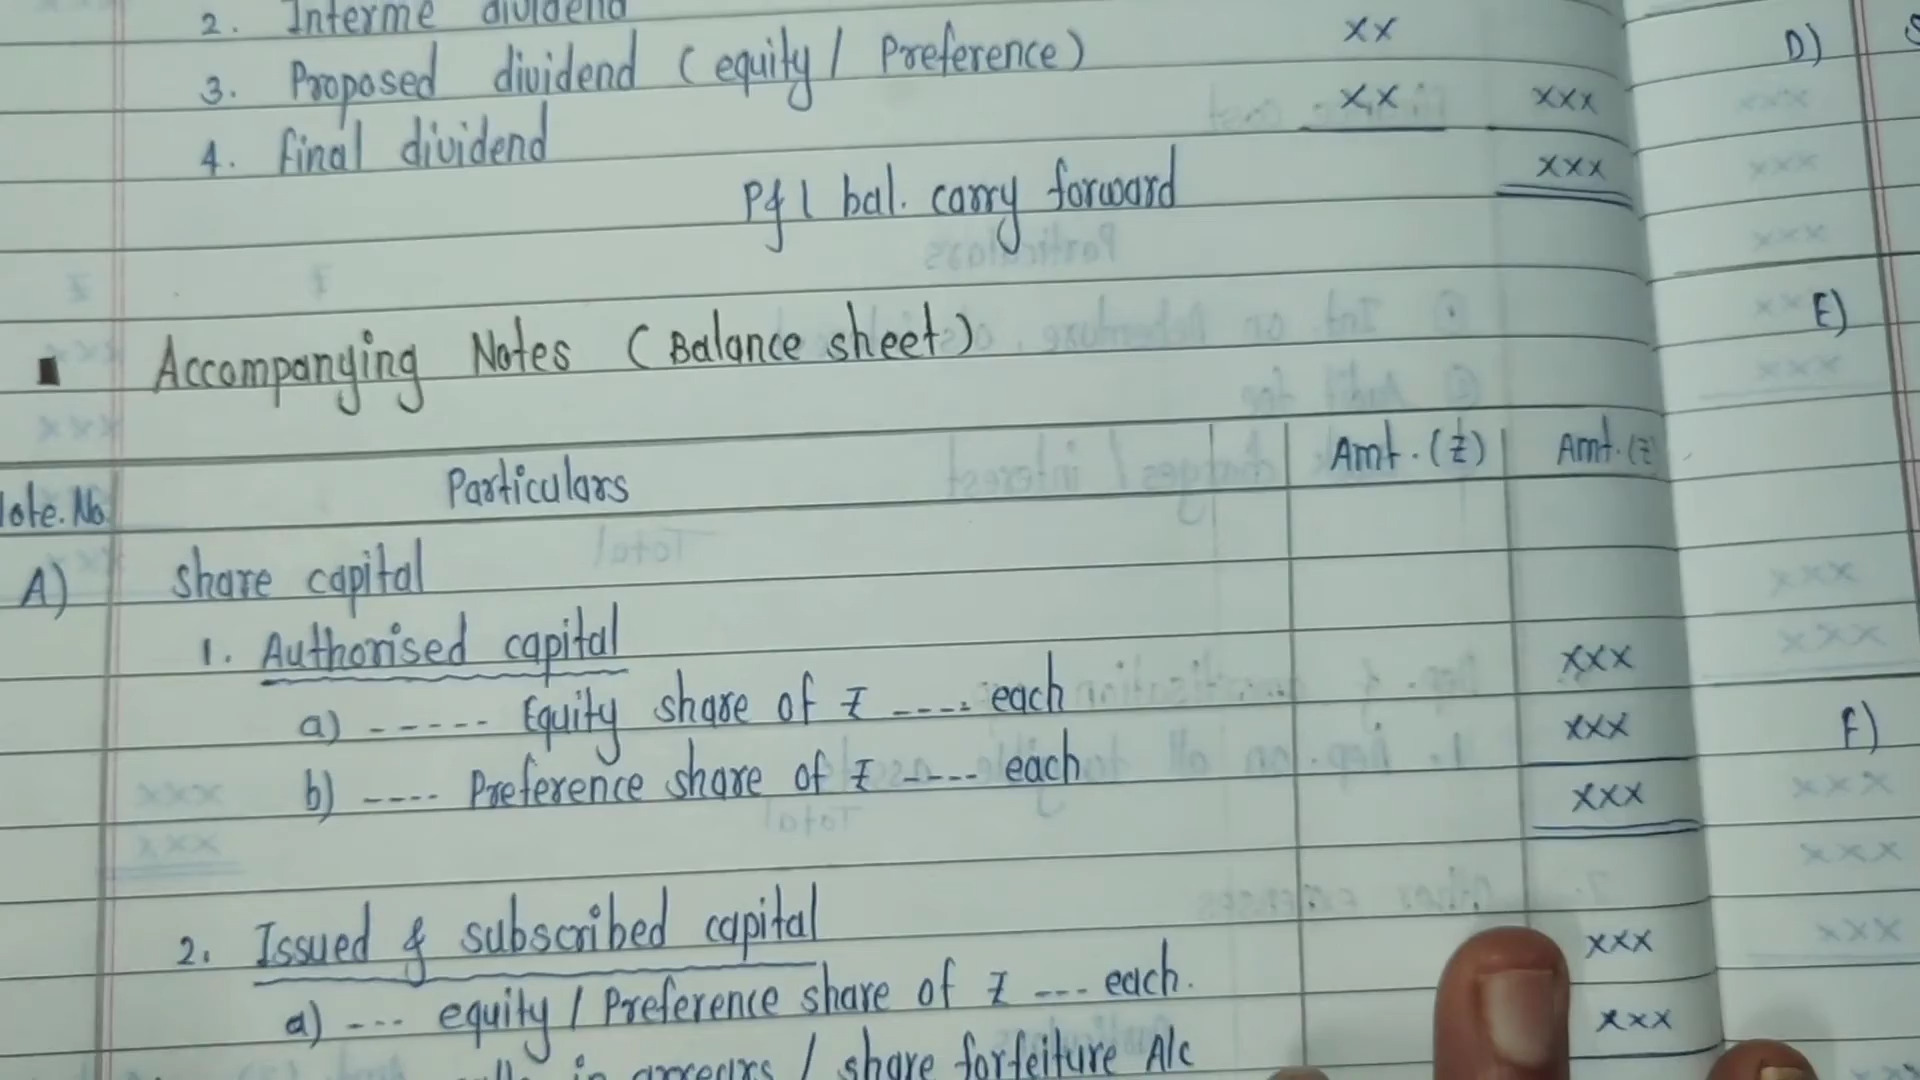 2. Interme dividend
xx
3. Proposed dividend (equity / Preference)
xx xxx
4. final dividend
P&l bal. carry forward xxx
Accompanying Notes (Balance sheet)
Note. No. Particulars Amt. (₹) Amt. (₹)
A) share capital
1. Authorised capital
a) ------ Equity share of ₹ ----- each xxx
b) ---- Preference share of ₹ ----- each xxx
xxx
2. Issued & subscribed capital
a) --- equity / Preference share of ₹ --- each. xxx
in arrears / share forfeiture A/c xxx
D)
E)
F)